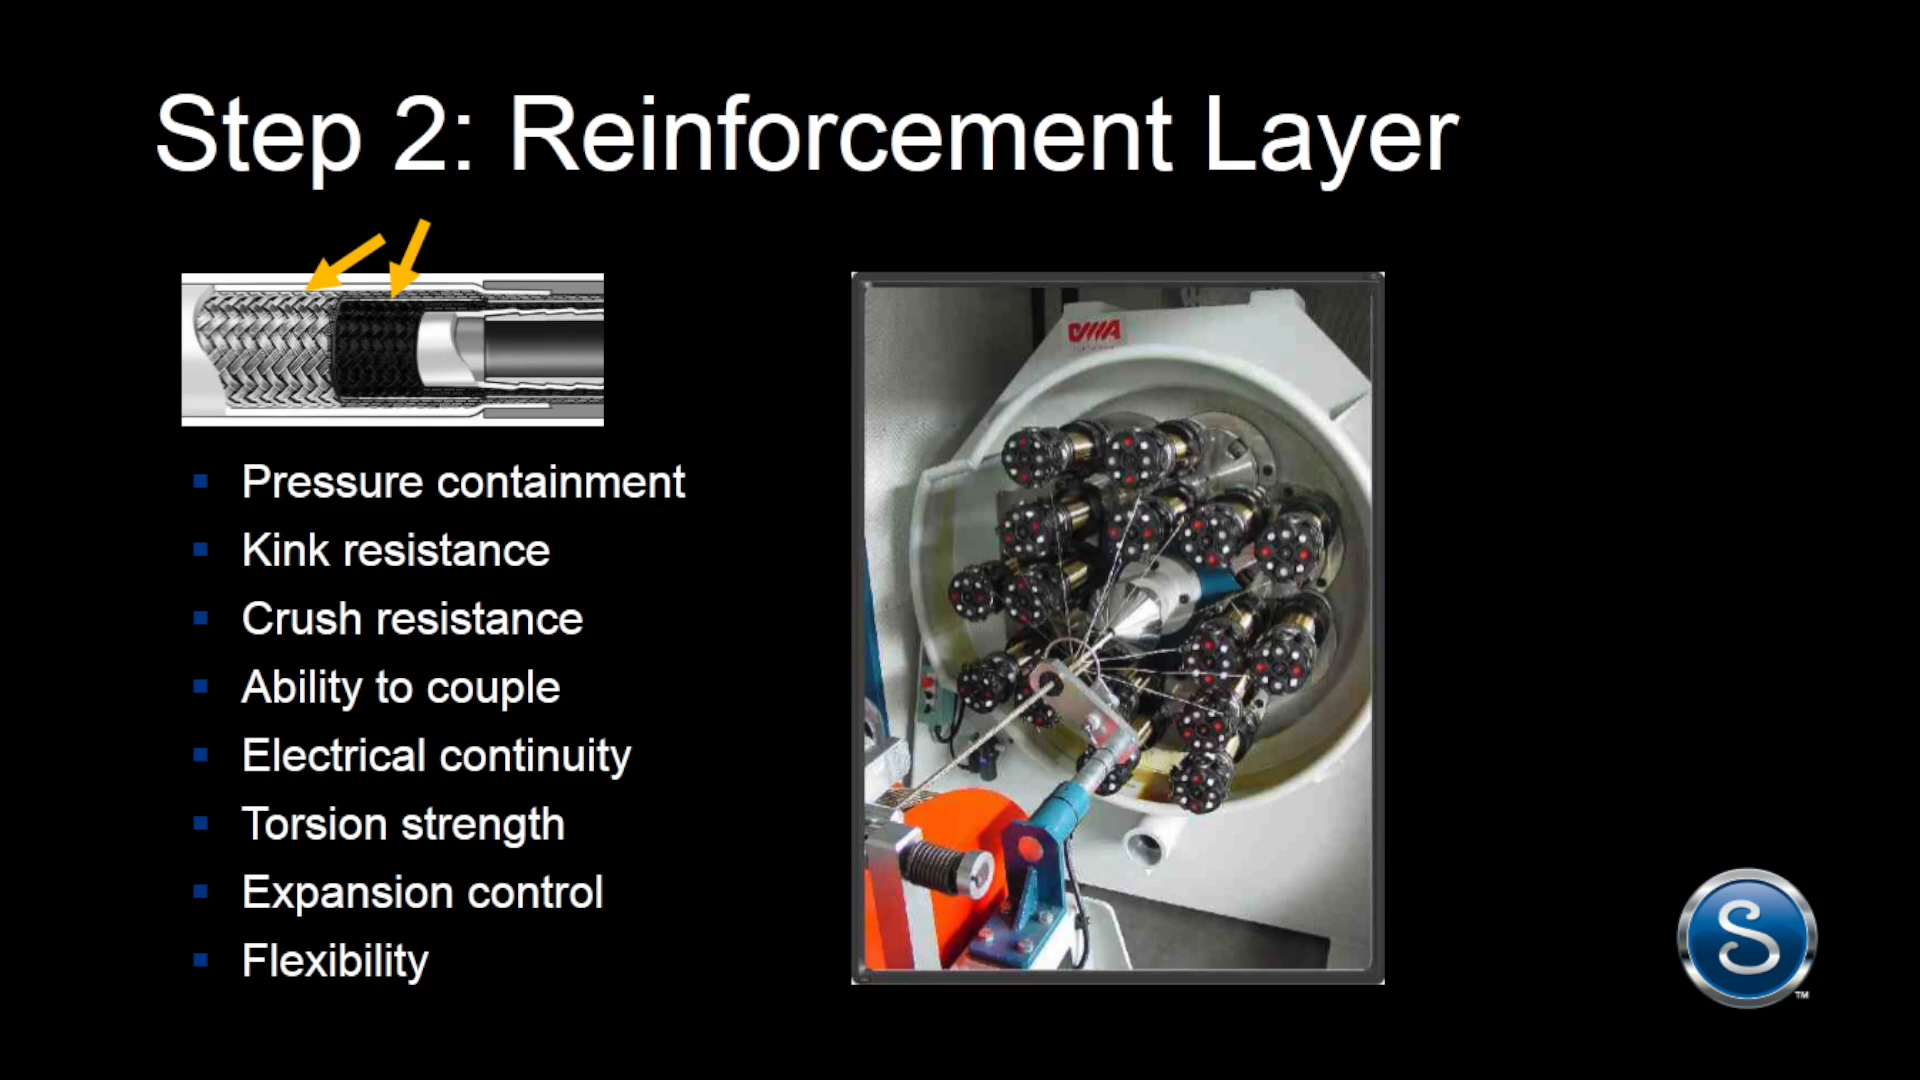 Step 2: Reinforcement Layer
Pressure containment
Kink resistance
Crush resistance
Ability to couple
Electrical continuity
Torsion strength
Expansion control
Flexibility
S
TM